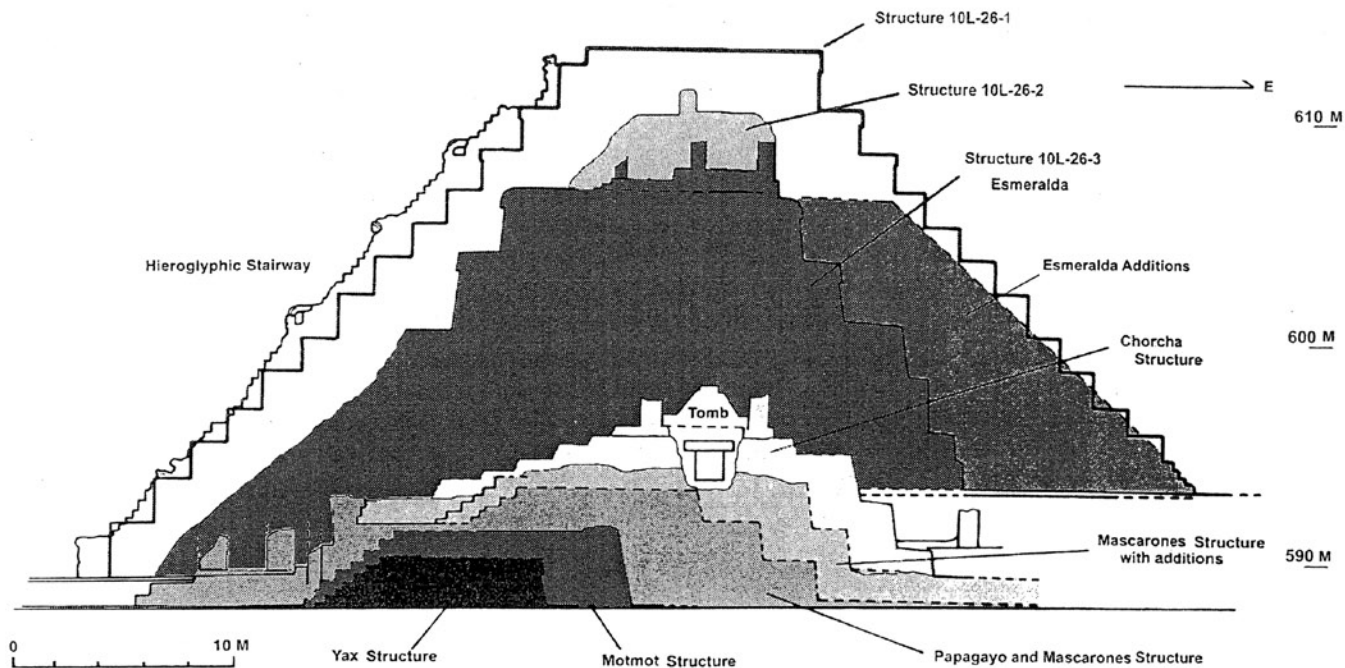 Structure 10L-26-1
E
Structure 10L-26-2
610 M
Structure 10L-26-3
Esmeralda
Hieroglyphic Stairway
Esmeralda Additions
600 M
Chorcha
Structure
Tomb
Mascarones Structure
with additions
590 M
0
10 M
Yax Structure
Motmot Structure
Papagayo and Mascarones Structure